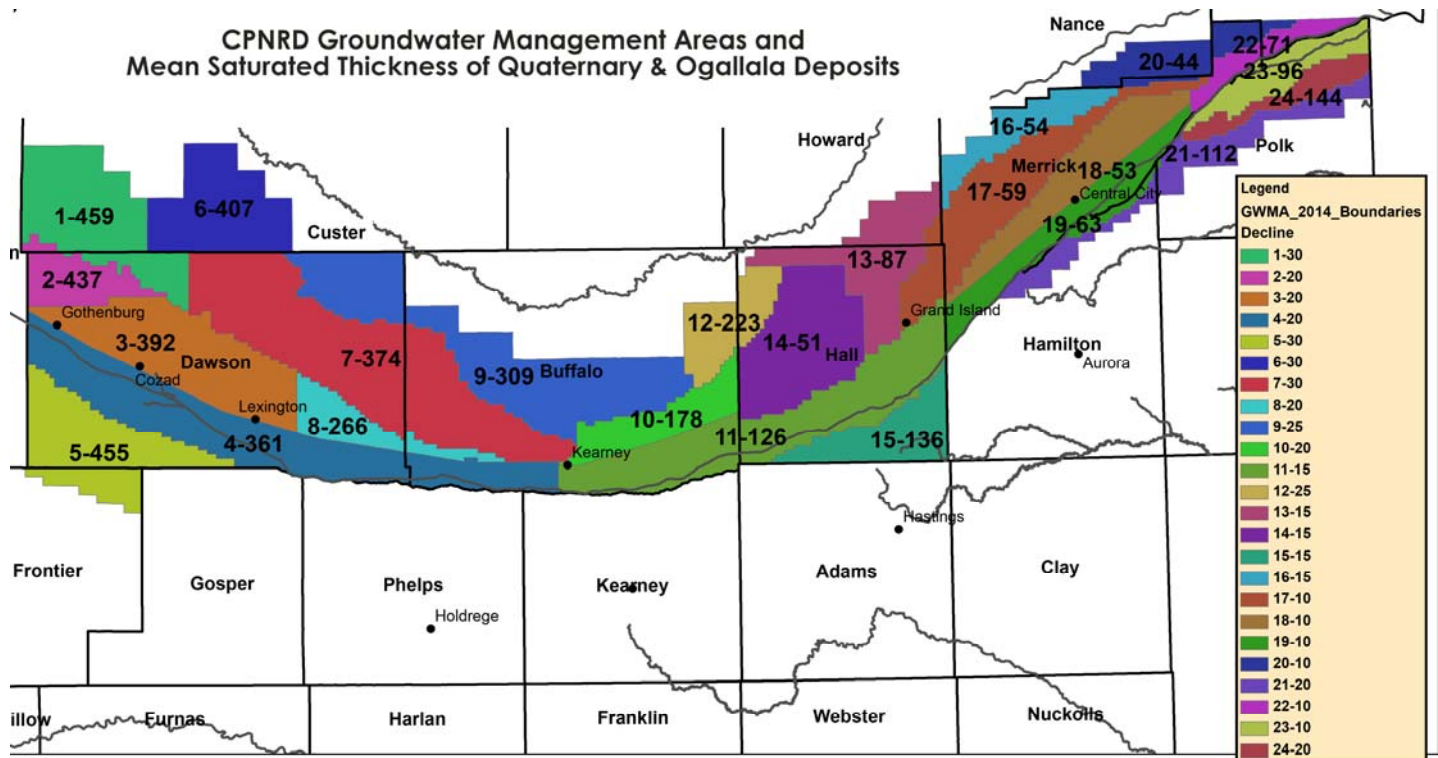 CPNRD Groundwater Management Areas and
Mean Saturated Thickness of Quaternary & Ogallala Deposits
Nance
22-71
20-44
23-96
24-144
16-54
Howard
Polk
21-112
Merrick
18-53
17-59
Central City
1-459
6-407
Custer
19-63
13-87
2-437
Gothenburg
Grand Island
12-223
3-392
Dawson
7-374
14-51
Hall
Hamilton
Aurora
Cozad
9-309
Buffalo
Lexington
8-266
10-178
4-361
11-126
15-136
5-455
Kearney
Hastings
Frontier
Gosper
Phelps
Kearney
Adams
Clay
Holdrege
illow
Furnas
Harlan
Franklin
Webster
Nuckolls
Legend
GWMA_2014_Boundaries
Decline
1-30
2-20
3-20
4-20
5-30
6-30
7-30
8-20
9-25
10-20
11-15
12-25
13-15
14-15
15-15
16-15
17-10
18-10
19-10
20-10
21-20
22-10
23-10
24-20